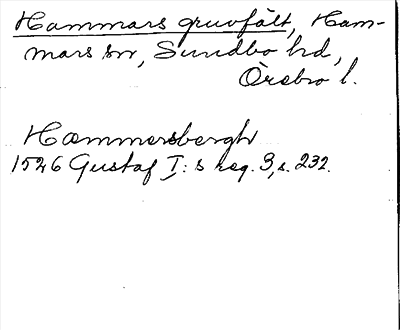 Hammars gruvfält, Ham-
mars sn, Sundbo hd,
Örebro l.
Hammersbergh
1526 Gustaf I:s reg. 3, s. 232.